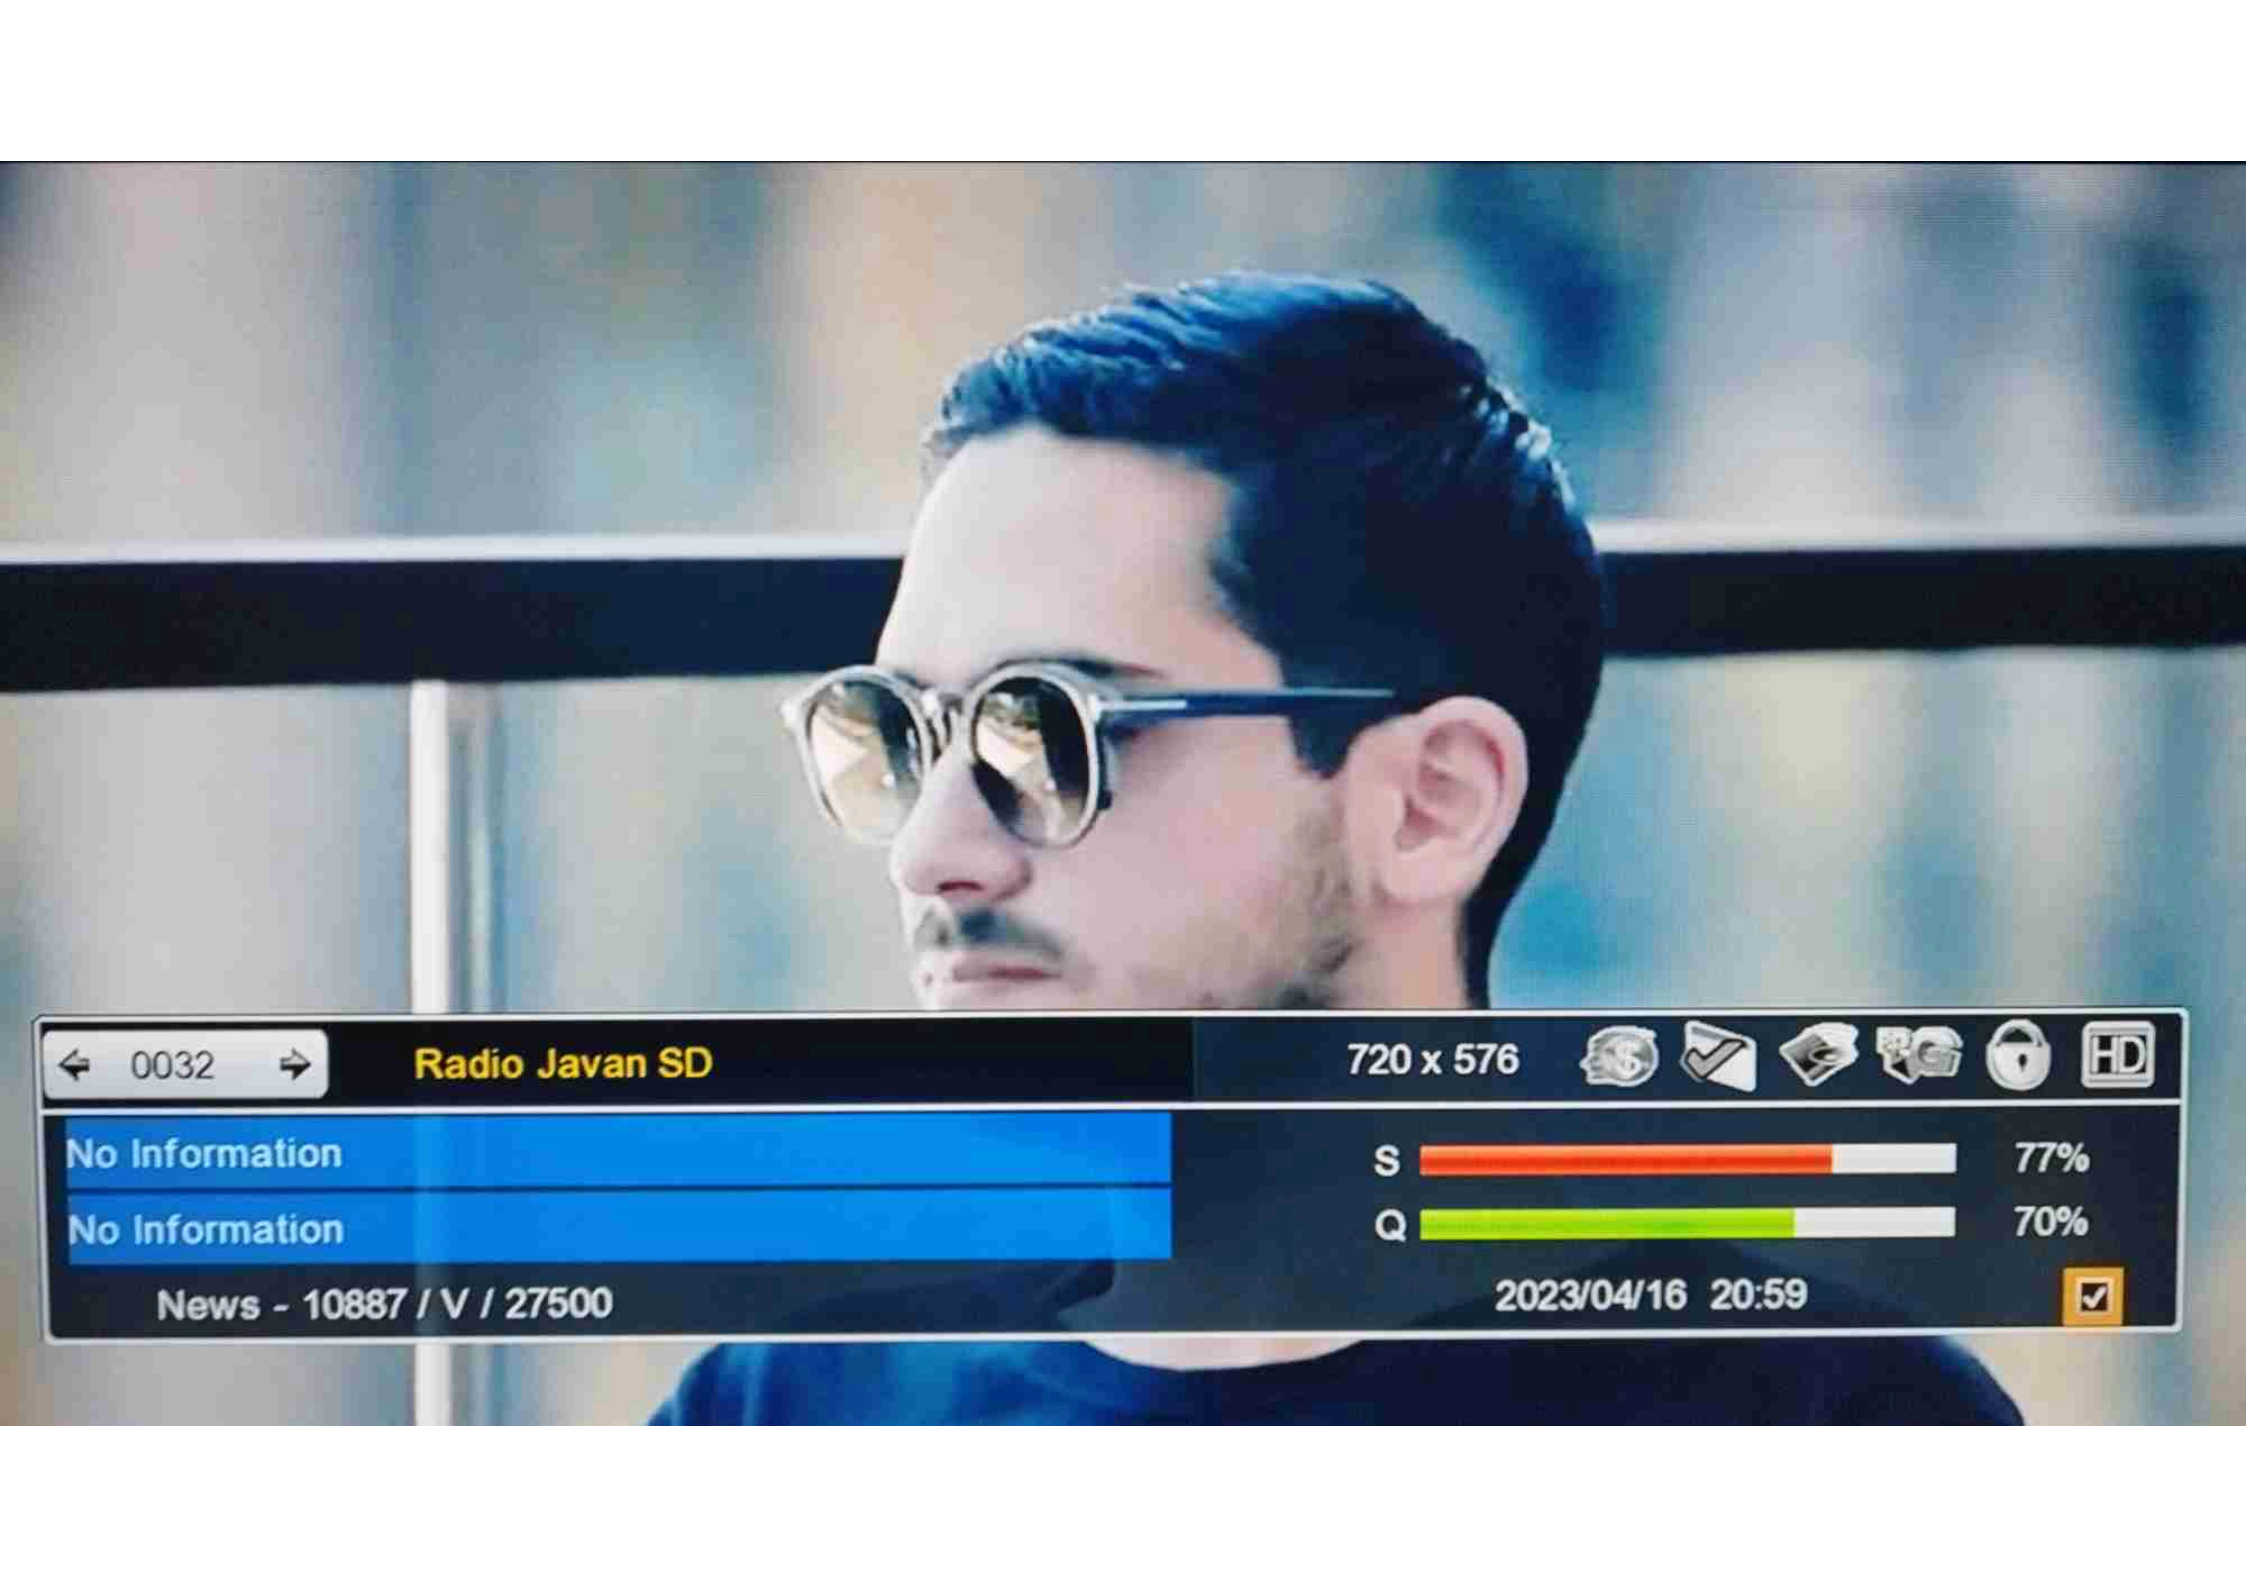 0032 Radio Javan SD 720 x 576 HD
No Information S 77%
No Information Q 70%
News - 10887 / V / 27500 2023/04/16 20:59